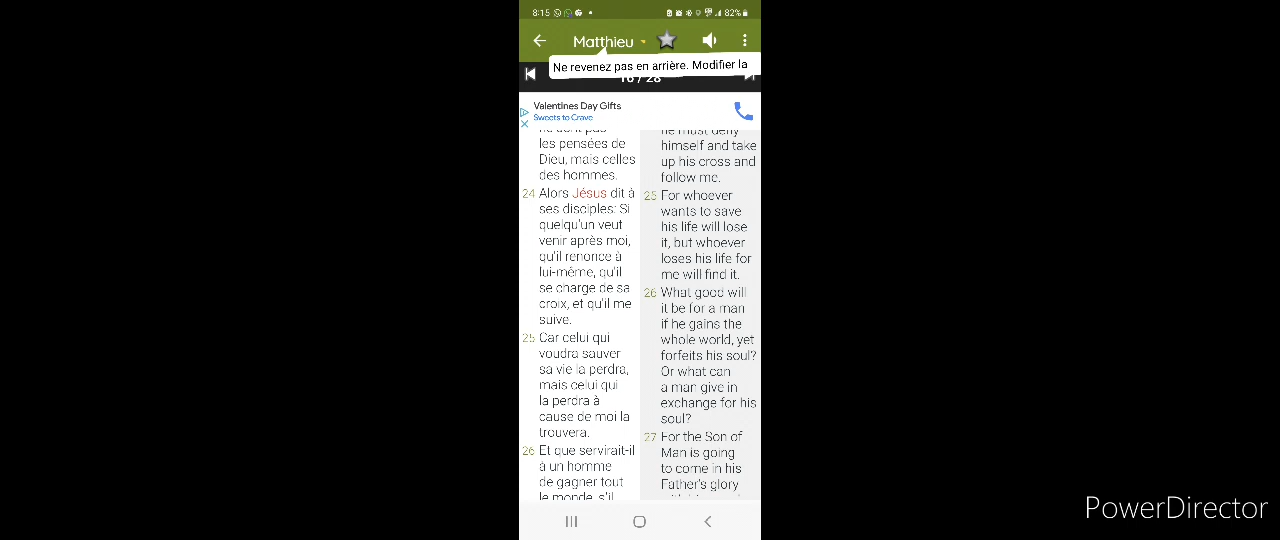 8:15
82%
Matthieu
Ne revenez pas en arrière. Modifier la
16 / 28
Valentines Day Gifts
Sweets to Crave
les pensées de
Dieu, mais celles
des hommes.
24 Alors Jésus dit à
ses disciples: Si
quelqu'un veut
venir après moi,
qu'il renonce à
lui-même, qu'il
se charge de sa
croix, et qu'il me
suive.
25 Car celui qui
voudra sauver
sa vie la perdra,
mais celui qui
la perdra à
cause de moi la
trouvera.
26 Et que servirait-il
à un homme
de gagner tout
le monde, s'il
he must deny
himself and take
up his cross and
follow me.
25 For whoever
wants to save
his life will lose
it, but whoever
loses his life for
me will find it.
26 What good will
it be for a man
if he gains the
whole world, yet
forfeits his soul?
Or what can
a man give in
exchange for his
soul?
27 For the Son of
Man is going
to come in his
Father's glory
PowerDirector